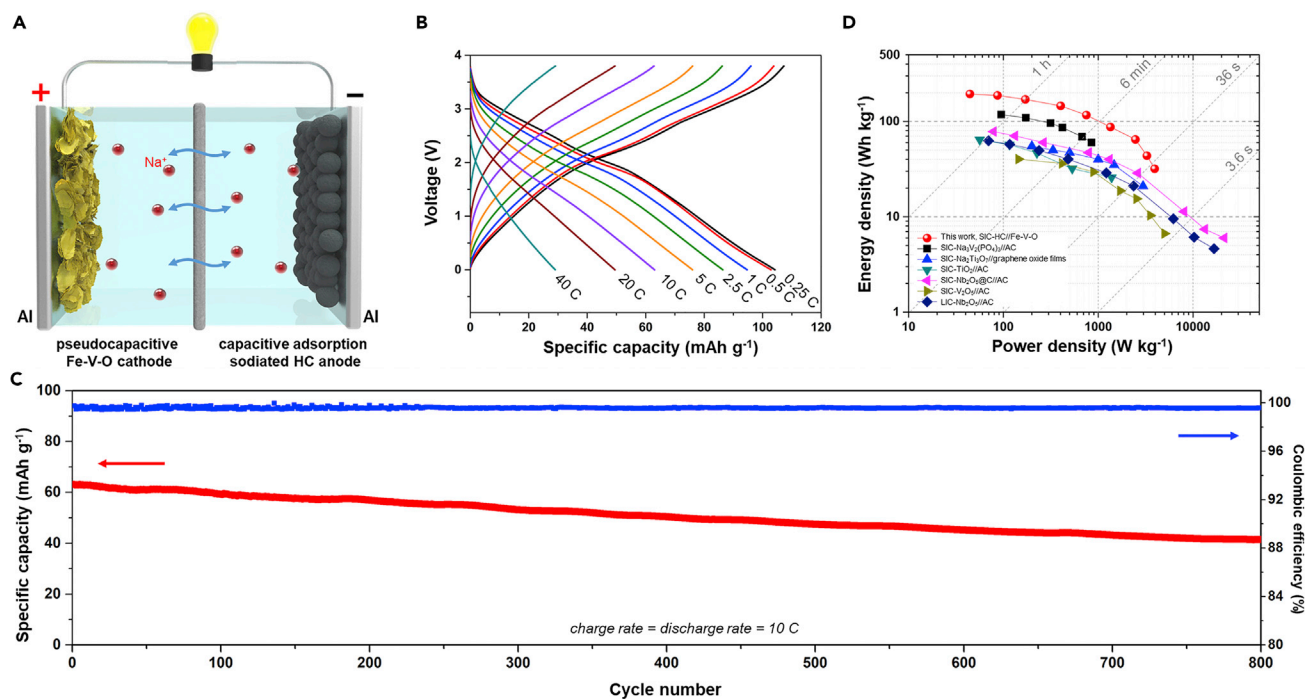 A
+
−
Na⁺
Al
Al
pseudocapacitive
Fe-V-O cathode
capacitive adsorption
sodiated HC anode
B
Voltage (V)
4
3
2
1
0
40 C
20 C
10 C
5 C
2.5 C
1 C
0.5 C
0.25 C
0 20 40 60 80 100 120
Specific capacity (mAh g⁻¹)
D
Energy density (Wh kg⁻¹)
500
100
10
1
1 h
6 min
36 s
3.6 s
This work, SIC-HC//Fe-V-O
SIC-Na₃V₂(PO₄)₃//AC
SIC-Na₂Ti₃O₇//graphene oxide films
SIC-TiO₂//AC
SIC-Nb₂O₅@C//AC
SIC-V₂O₅//AC
LIC-Nb₂O₅//AC
10 100 1000 10000
Power density (W kg⁻¹)
C
Specific capacity (mAh g⁻¹)
100
80
60
40
20
0
100
96
92
88
84
80
Coulombic efficiency (%)
charge rate = discharge rate = 10 C
0 100 200 300 400 500 600 700 800
Cycle number